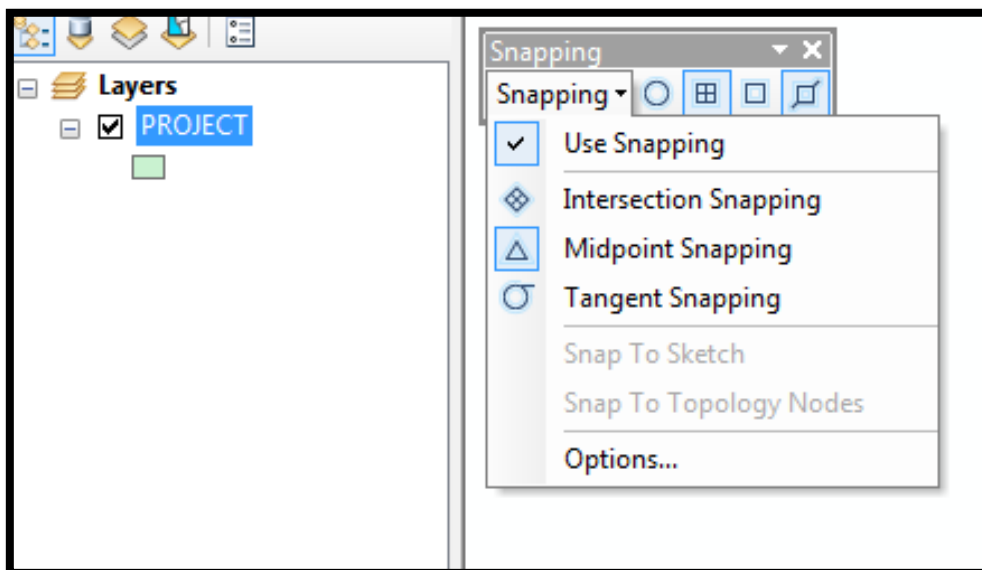 Layers
PROJECT
Snapping
Snapping
Use Snapping
Intersection Snapping
Midpoint Snapping
Tangent Snapping
Snap To Sketch
Snap To Topology Nodes
Options...